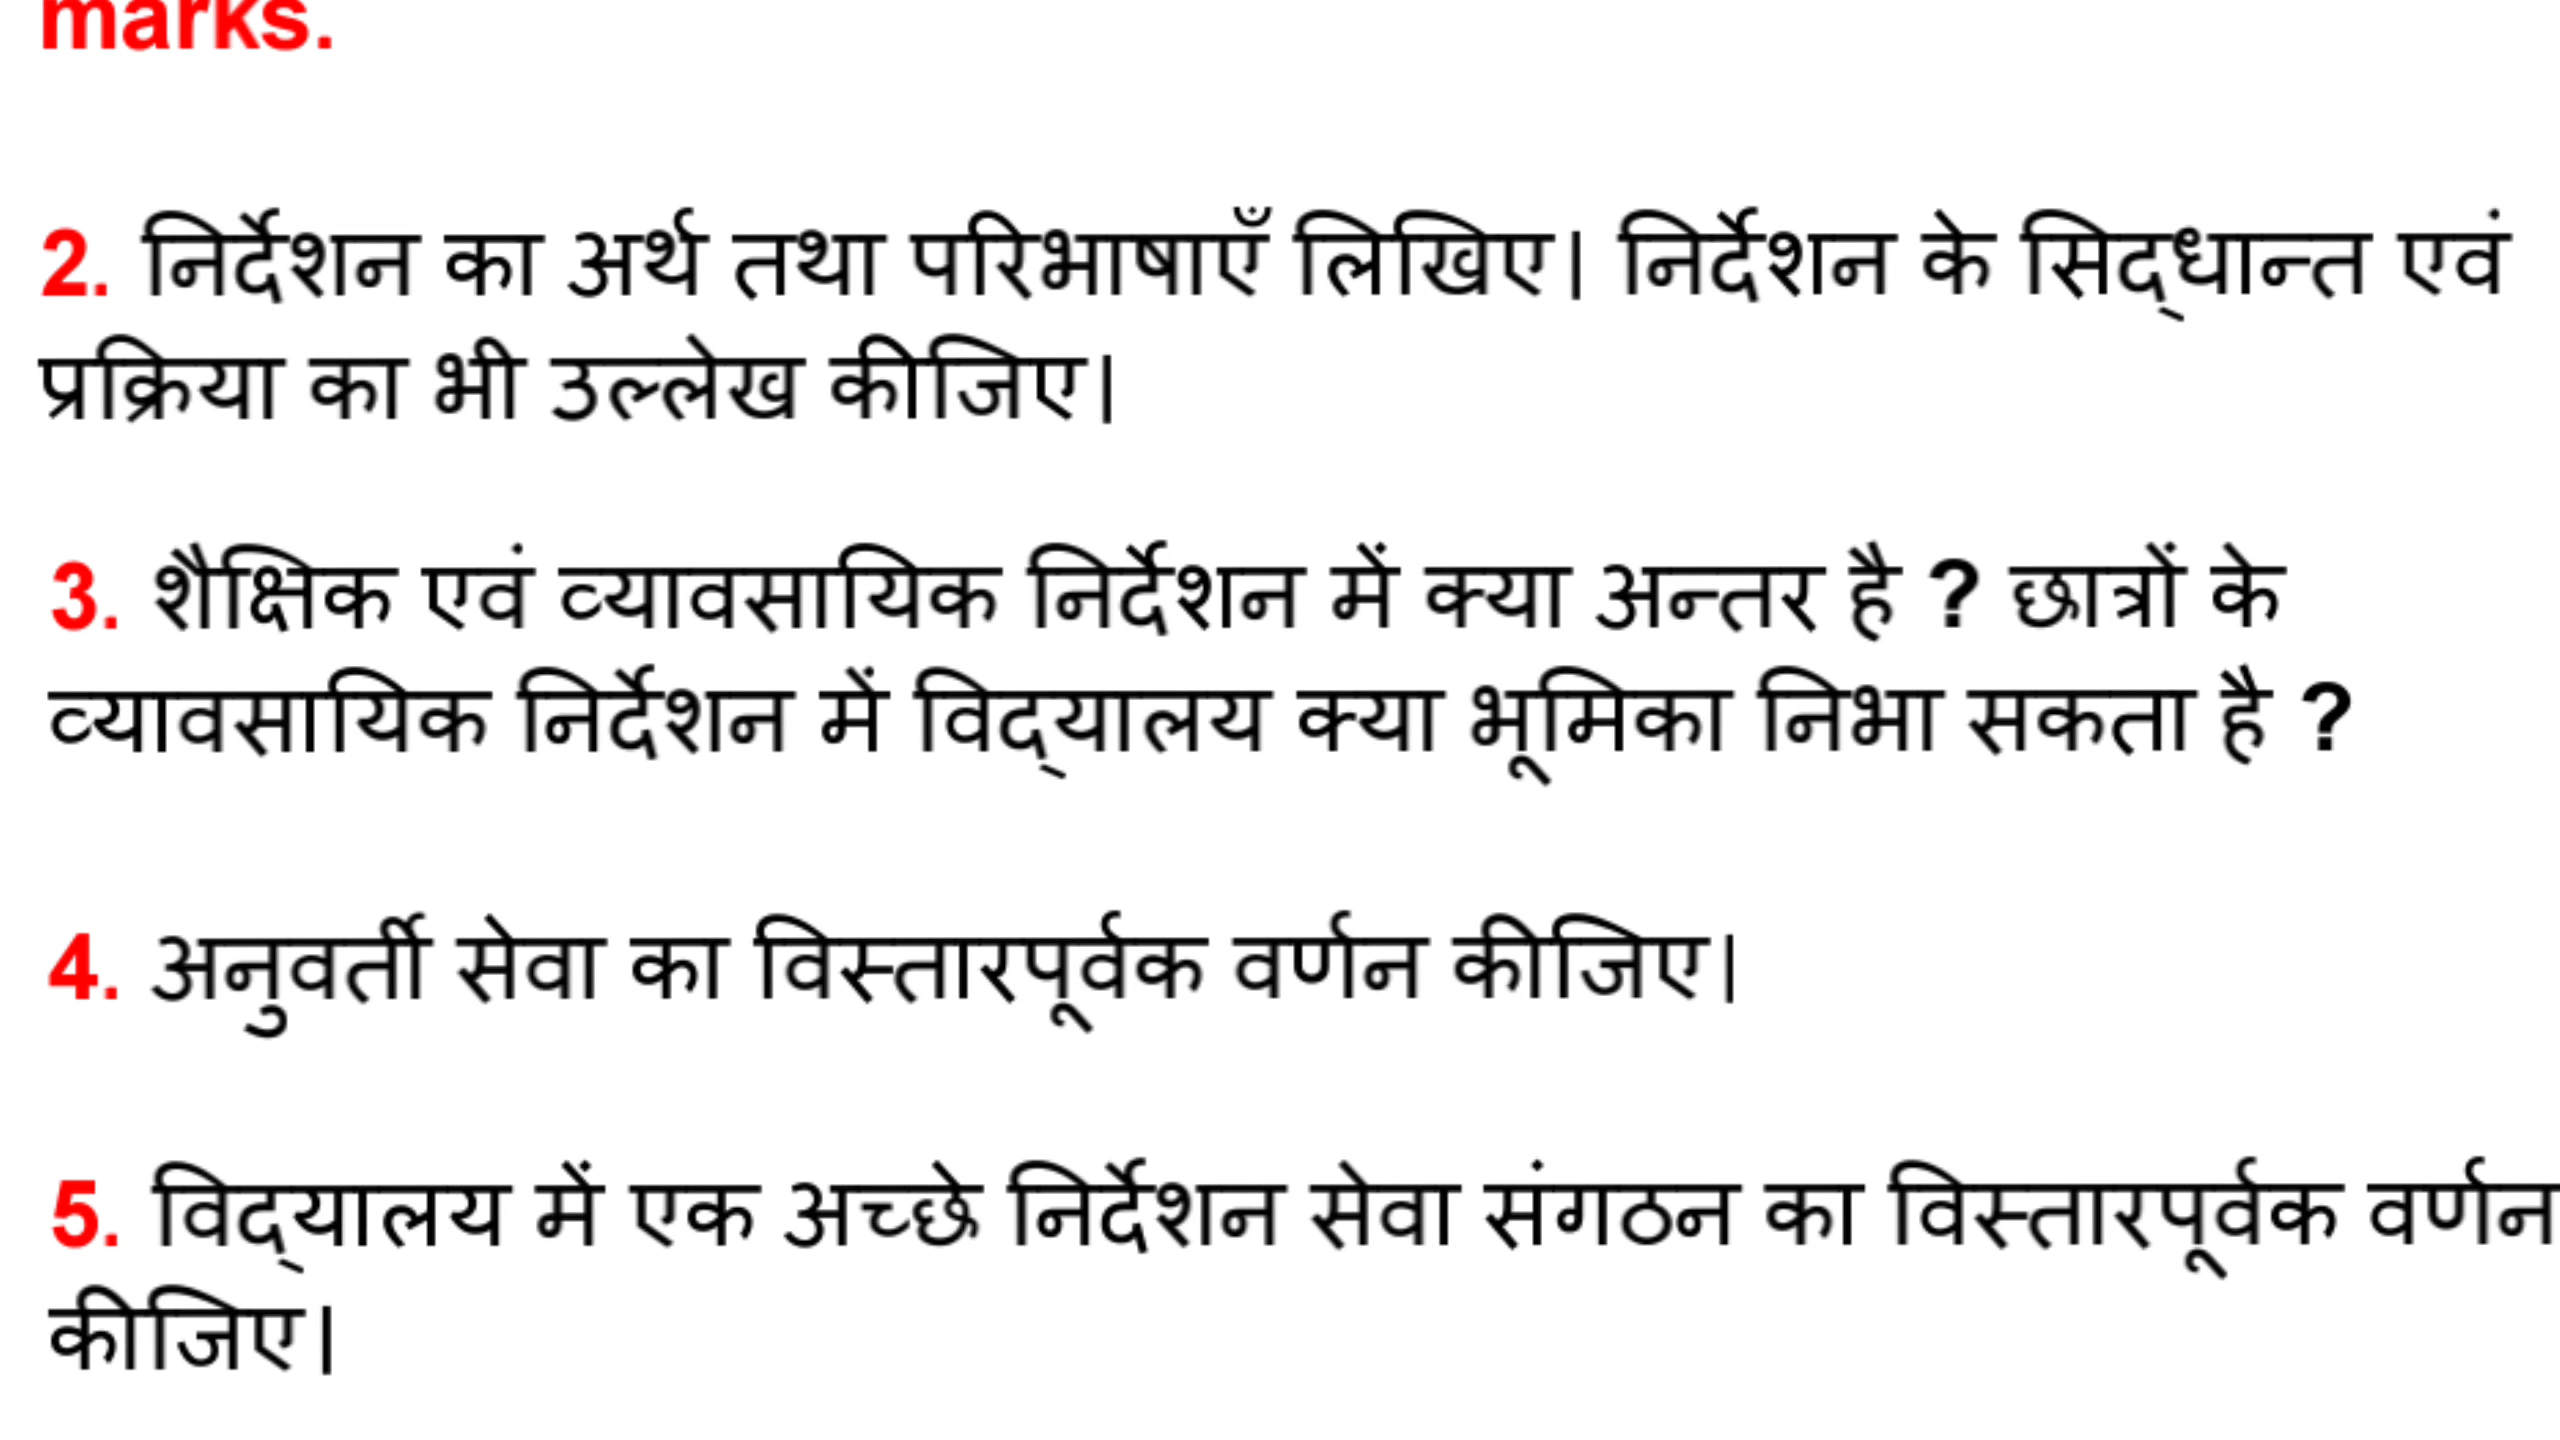 marks.
2. निर्देशन का अर्थ तथा परिभाषाएँ लिखिए। निर्देशन के सिद्‌धान्त एवं
प्रक्रिया का भी उल्लेख कीजिए।
3. शैक्षिक एवं व्यावसायिक निर्देशन में क्या अन्तर है ? छात्रों के
व्यावसायिक निर्देशन में विद्‌यालय क्या भूमिका निभा सकता है ?
4. अनुवर्ती सेवा का विस्तारपूर्वक वर्णन कीजिए।
5. विद्‌यालय में एक अच्छे निर्देशन सेवा संगठन का विस्तारपूर्वक वर्णन
कीजिए।